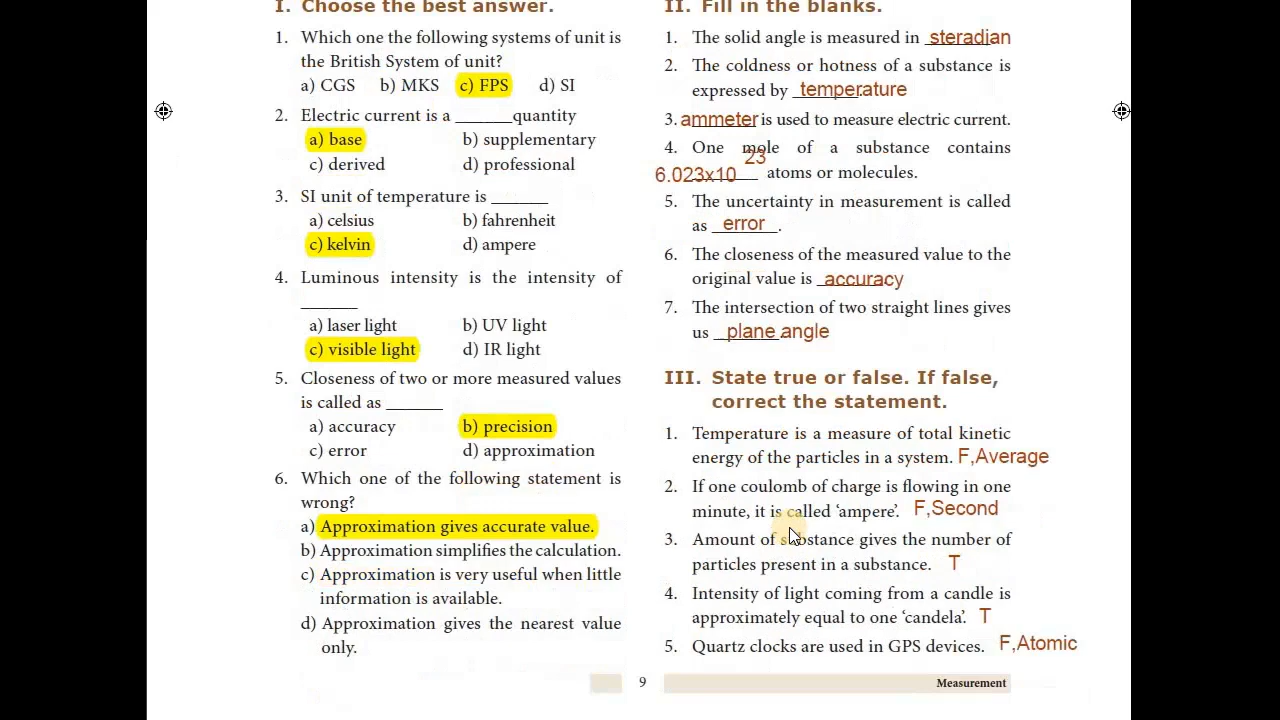 I. Choose the best answer.
1. Which one the following systems of unit is
the British System of unit?
a) CGS b) MKS c) FPS d) SI
2. Electric current is a ______quantity
a) base b) supplementary
c) derived d) professional
3. SI unit of temperature is ______
a) celsius b) fahrenheit
c) kelvin d) ampere
4. Luminous intensity is the intensity of
______
a) laser light b) UV light
c) visible light d) IR light
5. Closeness of two or more measured values
is called as ______
a) accuracy b) precision
c) error d) approximation
6. Which one of the following statement is
wrong?
a) Approximation gives accurate value.
b) Approximation simplifies the calculation.
c) Approximation is very useful when little
information is available.
d) Approximation gives the nearest value
only.
II. Fill in the blanks.
1. The solid angle is measured in steradian
2. The coldness or hotness of a substance is
expressed by temperature
3. ammeter is used to measure electric current.
4. One mole of a substance contains
6.023x10 23 atoms or molecules.
5. The uncertainty in measurement is called
as error.
6. The closeness of the measured value to the
original value is accuracy
7. The intersection of two straight lines gives
us plane angle
III. State true or false. If false,
correct the statement.
1. Temperature is a measure of total kinetic
energy of the particles in a system. F,Average
2. If one coulomb of charge is flowing in one
minute, it is called ‘ampere’. F,Second
3. Amount of substance gives the number of
particles present in a substance. T
4. Intensity of light coming from a candle is
approximately equal to one ‘candela’. T
5. Quartz clocks are used in GPS devices. F,Atomic
9 Measurement